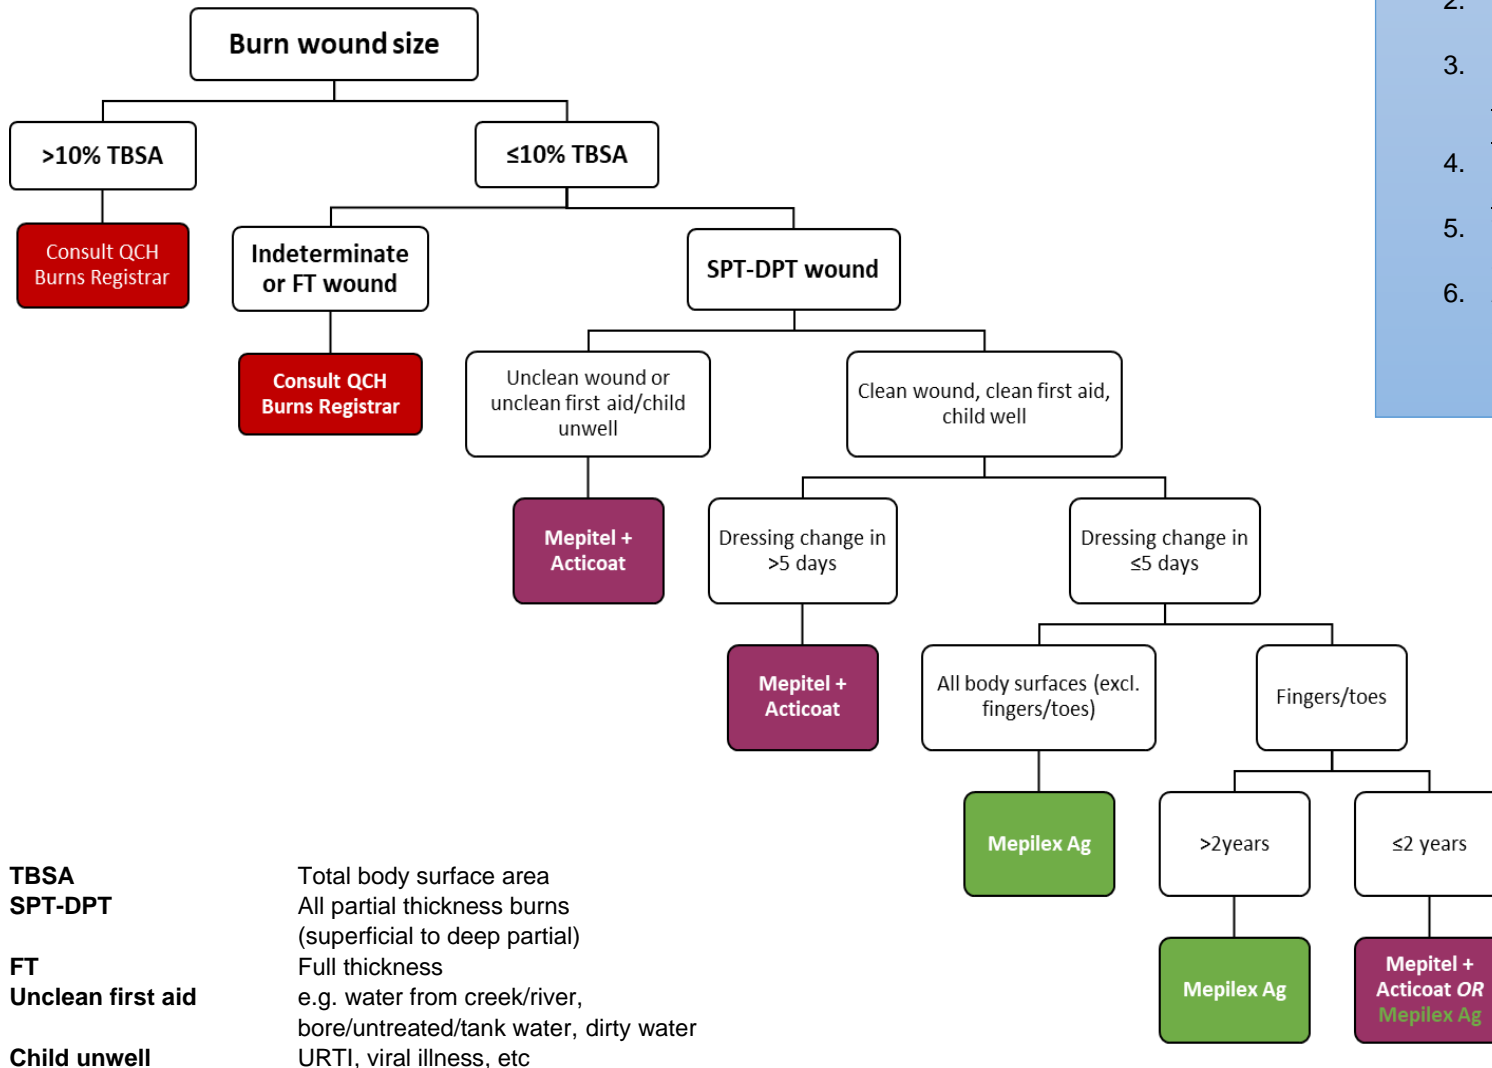 Burn wound size
>10% TBSA
≤10% TBSA
Consult QCH
Burns Registrar
Indeterminate
or FT wound
SPT-DPT wound
Consult QCH
Burns Registrar
Unclean wound or
unclean first aid/child
unwell
Clean wound, clean first aid,
child well
Mepitel +
Acticoat
Dressing change in
>5 days
Dressing change in
≤5 days
Mepitel +
Acticoat
All body surfaces (excl.
fingers/toes)
Fingers/toes
Mepilex Ag
>2years
≤2 years
Mepilex Ag
Mepitel +
Acticoat OR
Mepilex Ag
2.
3.
4.
5.
6.
TBSA Total body surface area
SPT-DPT All partial thickness burns
(superficial to deep partial)
FT Full thickness
Unclean first aid e.g. water from creek/river,
bore/untreated/tank water, dirty water
Child unwell URTI, viral illness, etc